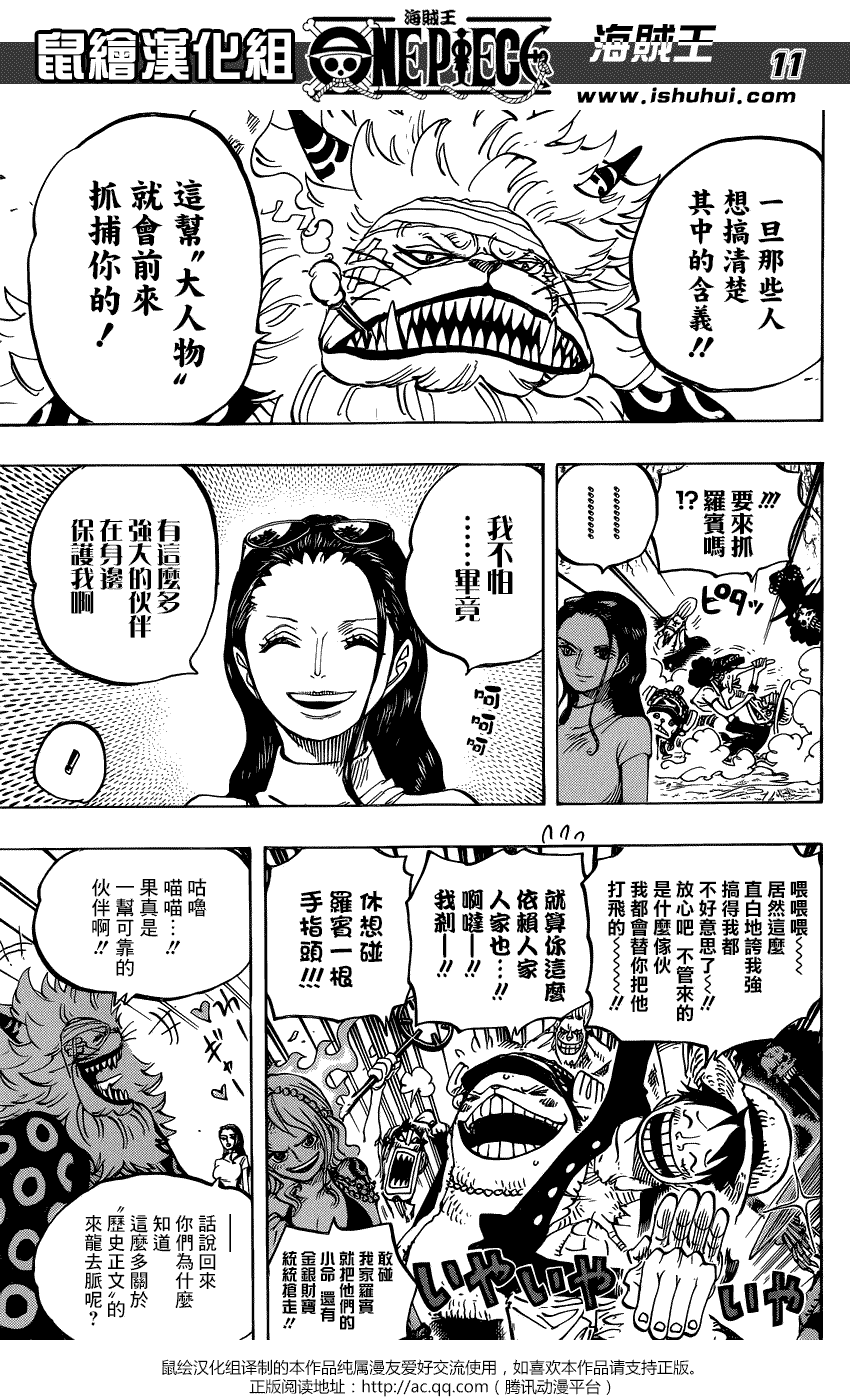 鼠繪漢化組
海賊王
ONE PIECE
海賊王
11
www.ishuhui.com
一旦那些人
想搞清楚
其中的含義!!
這幫"大人物"
就會前來
抓捕你的!
!!!
要來抓
羅賓嗎
!?
ピロタッ
我不怕
……畢竟
呵
呵
呵
有這麼多
強大的伙伴
在身邊
保護我啊
!
喂喂喂~
居然這麼
直白地誇我強
搞得我都
不好意思了~!!
放心吧 不管來的
是什麼傢伙
我都會替你把他
打飛的~~~!!
就算你這麼
依賴人家
人家也…!!
啊噠—!!
我剎—!!
休想碰
羅賓一根
手指頭!!!
敢碰
我家羅賓
就把他們的
小命 還有
金銀財寶
統統搶走!!
いや
いや
いや
咕嚕
喵喵…!!
果真是
一幫可靠的
伙伴啊!!
——
話說回來
你們為什麼
知道
這麼多關於
"歷史正文"的
來龍去脈呢?
鼠绘汉化组译制的本作品纯属漫友爱好交流使用，如喜欢本作品请支持正版。
正版阅读地址：http://ac.qq.com（腾讯动漫平台）